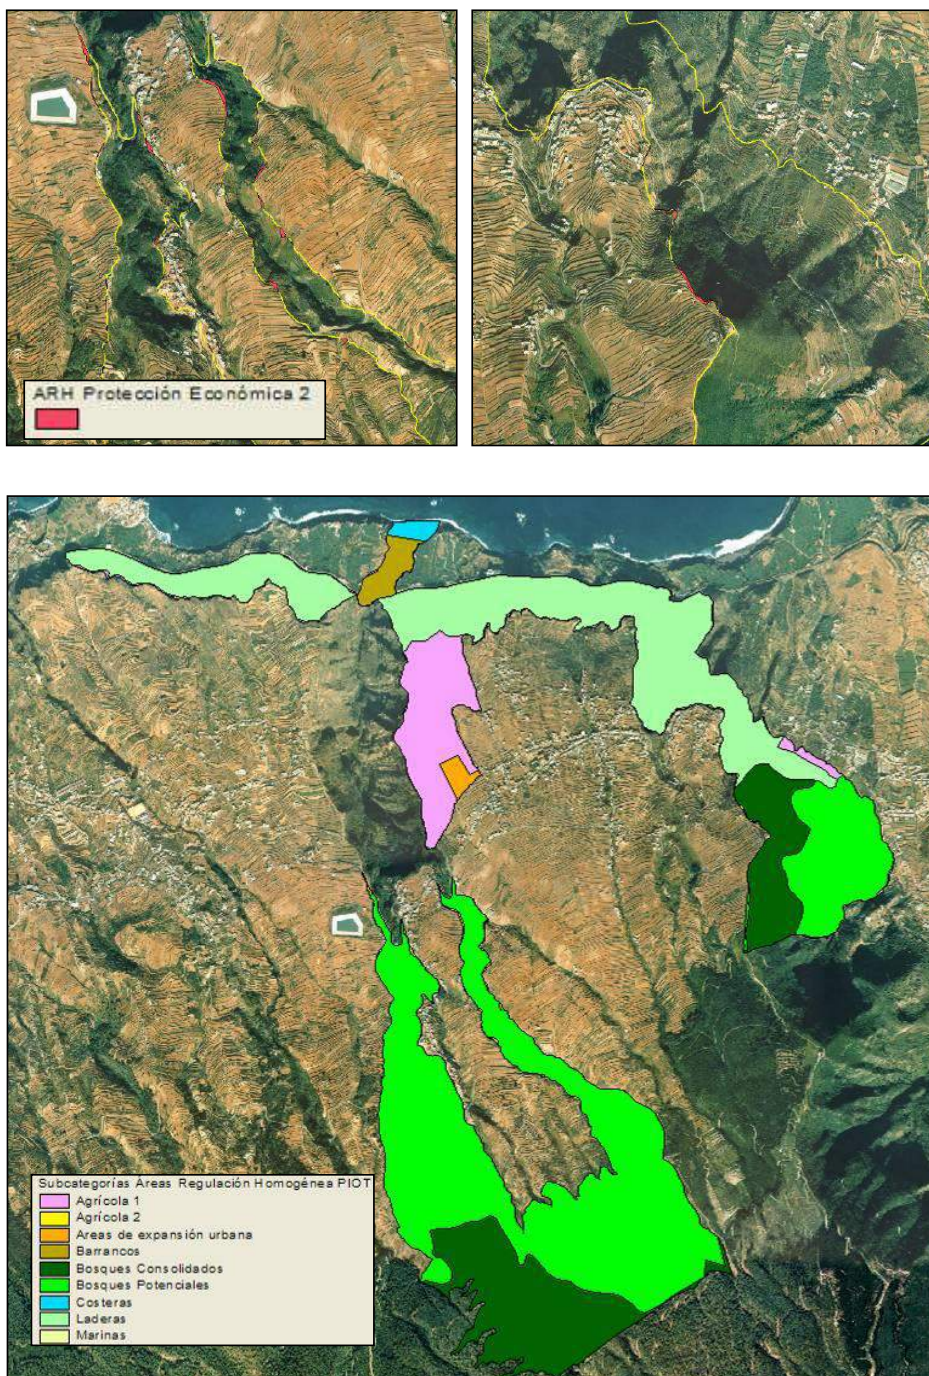 ARH Protección Económica 2
Subcategorías Áreas Regulación Homogénea PIOT
Agrícola 1
Agrícola 2
Areas de expansión urbana
Barrancos
Bosques Consolidados
Bosques Potenciales
Costeras
Laderas
Marinas